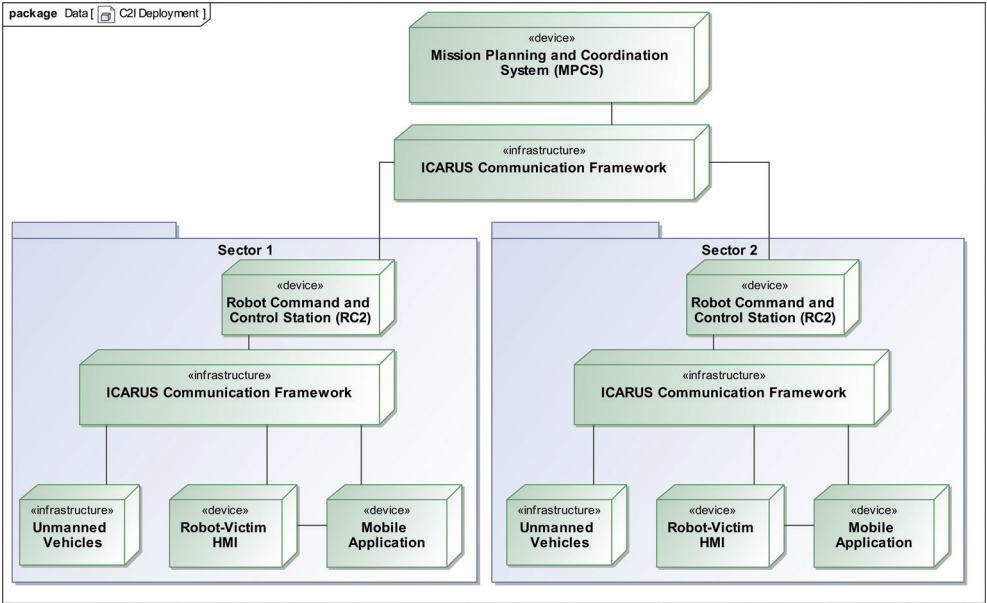 package Data [ C2I Deployment ]
«device»
Mission Planning and Coordination
System (MPCS)
«infrastructure»
ICARUS Communication Framework
Sector 1
«device»
Robot Command and
Control Station (RC2)
«infrastructure»
ICARUS Communication Framework
«infrastructure»
Unmanned
Vehicles
«device»
Robot-Victim
HMI
«device»
Mobile
Application
Sector 2
«device»
Robot Command and
Control Station (RC2)
«infrastructure»
ICARUS Communication Framework
«infrastructure»
Unmanned
Vehicles
«device»
Robot-Victim
HMI
«device»
Mobile
Application